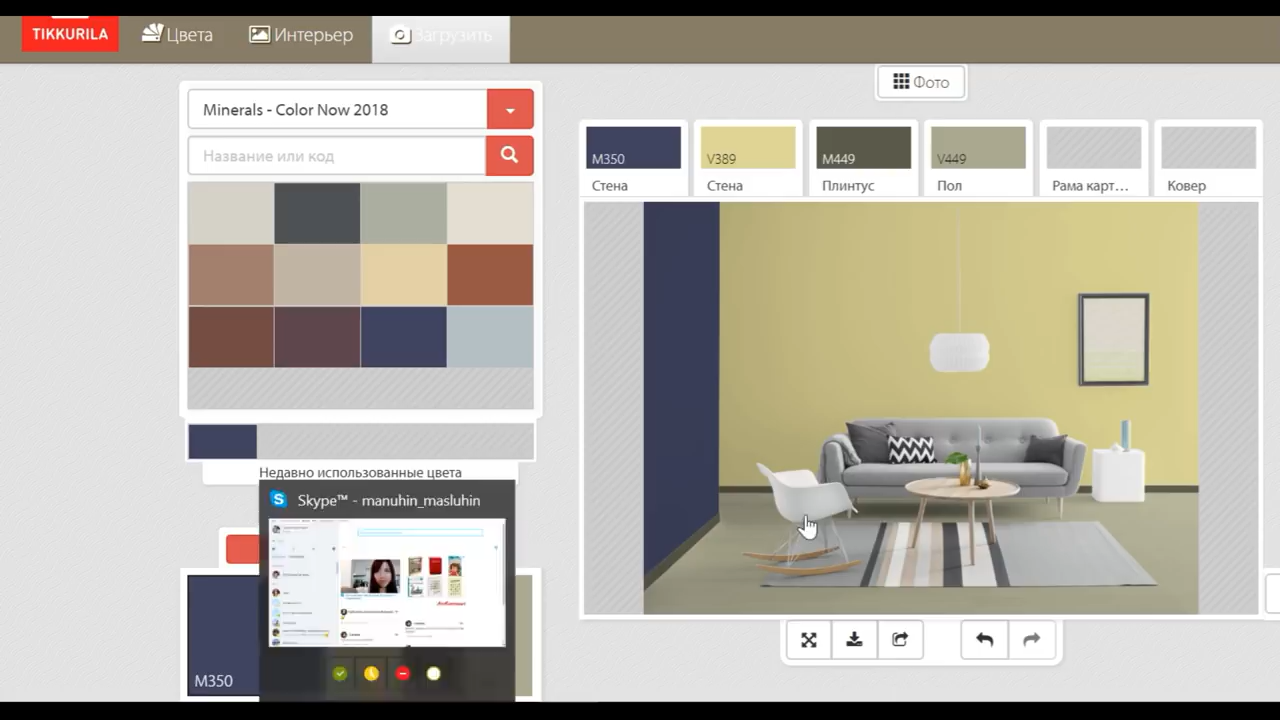 TIKKURILA
Цвета
Интерьер
Загрузить
Фото
Minerals - Color Now 2018
Название или код
M350
Стена
V389
Стена
M449
Плинтус
V449
Пол
Рама карт…
Ковер
Недавно использованные цвета
Skype™ - manuhin_masluhin
M350